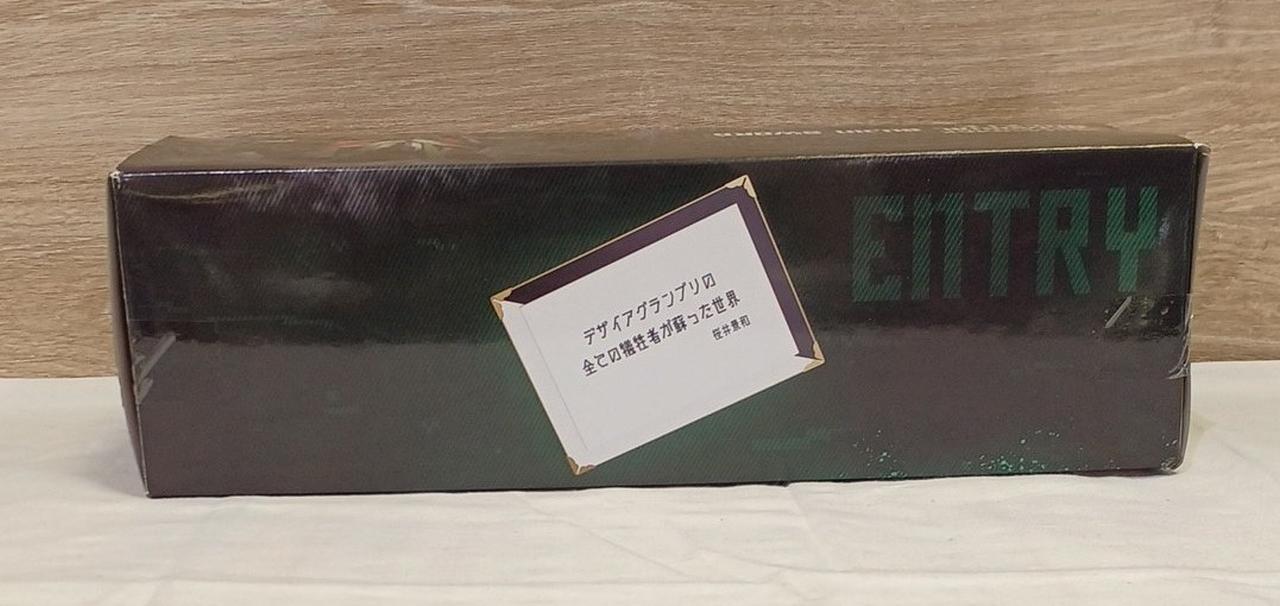 ENTRY
デザイアグランプリの
全ての犠牲者が蘇った世界
桜井景和